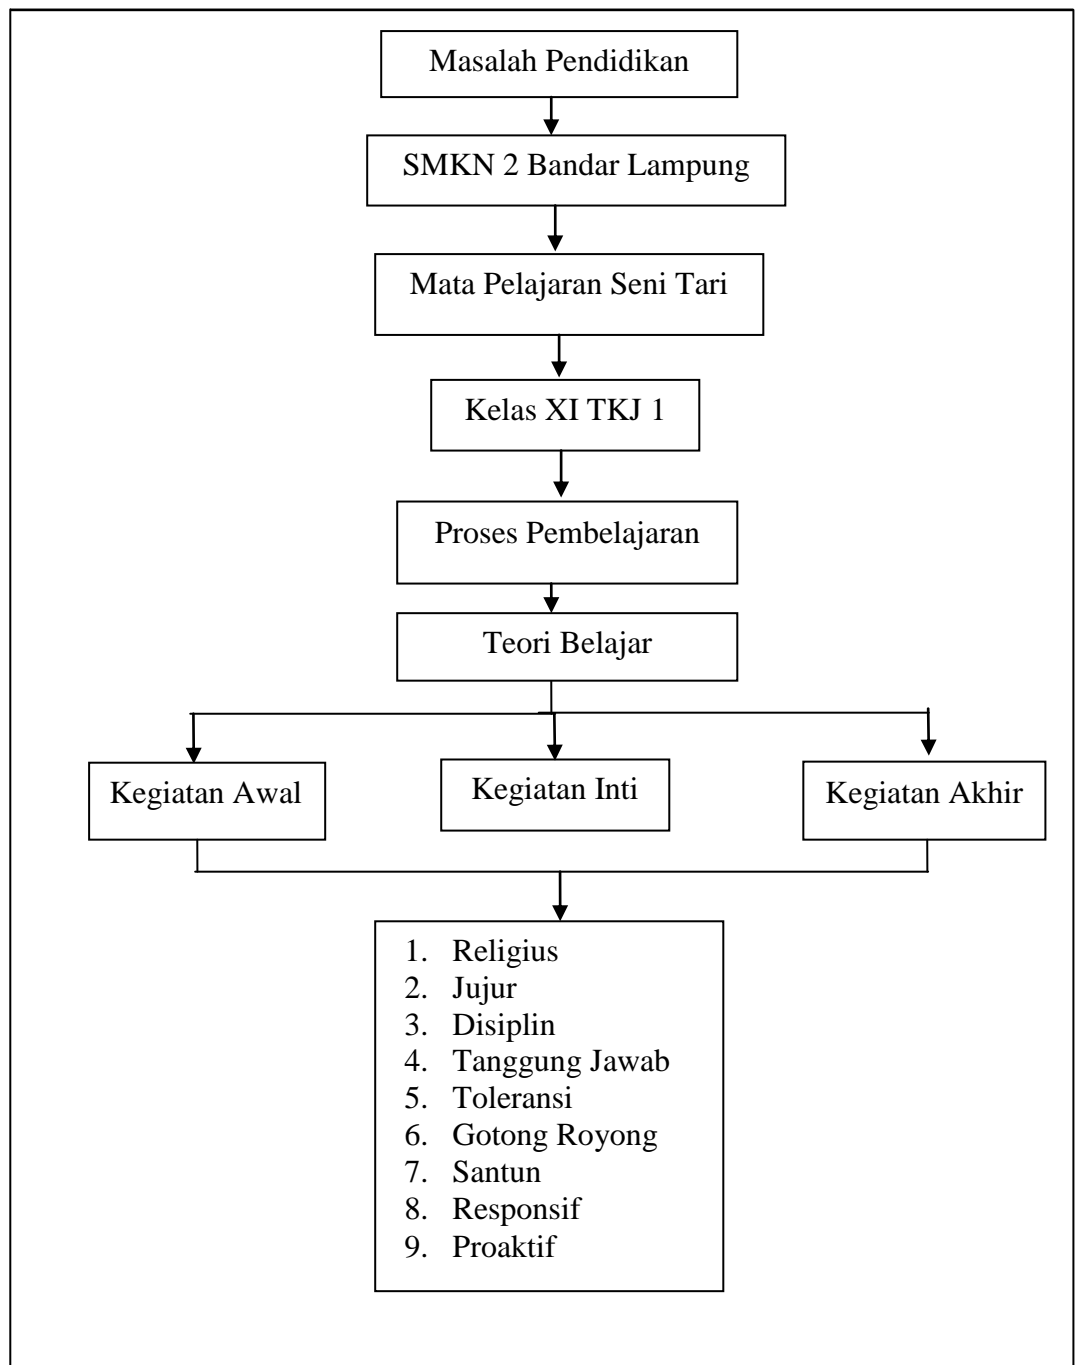 Masalah Pendidikan
SMKN 2 Bandar Lampung
Mata Pelajaran Seni Tari
Kelas XI TKJ 1
Proses Pembelajaran
Teori Belajar
Kegiatan Awal
Kegiatan Inti
Kegiatan Akhir
1. Religius
2. Jujur
3. Disiplin
4. Tanggung Jawab
5. Toleransi
6. Gotong Royong
7. Santun
8. Responsif
9. Proaktif